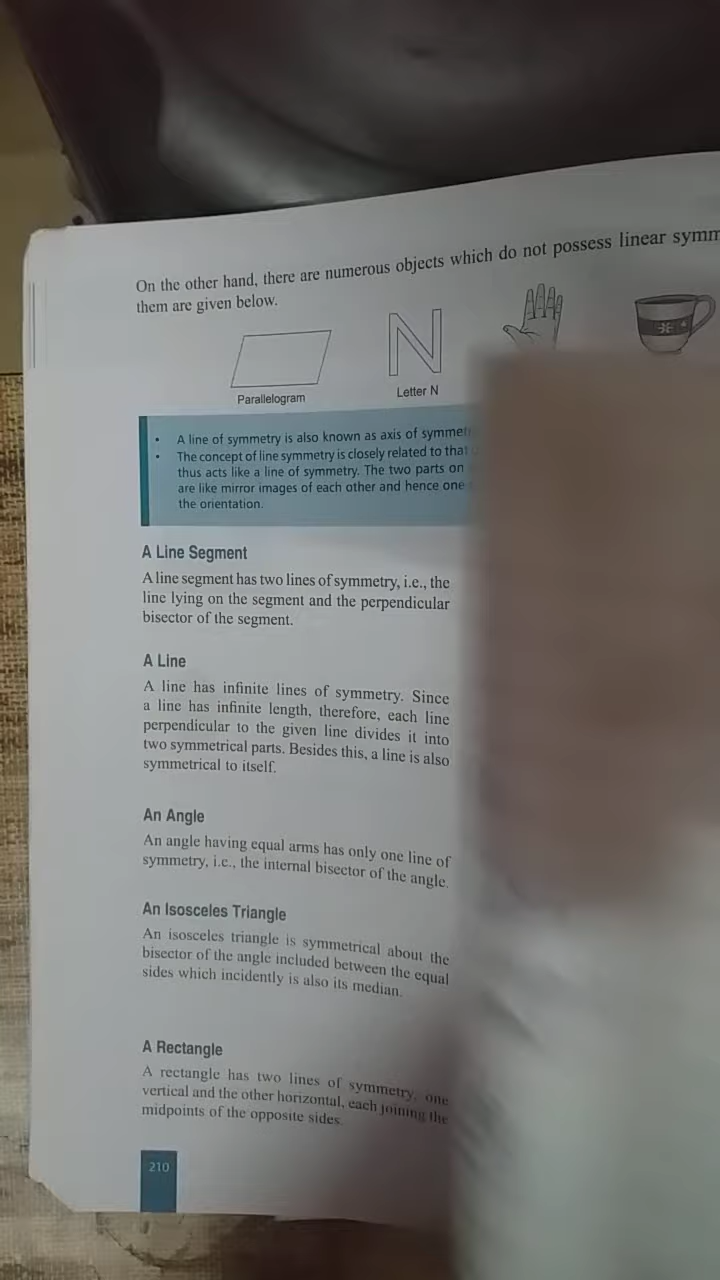 On the other hand, there are numerous objects which do not possess linear
them are given below.
Parallelogram
Letter N
• A line of symmetry is also known as axis of
• The concept of line symmetry is closely related to that
thus acts like a line of symmetry. The two parts on
are like mirror images of each other and hence one
the orientation.
A Line Segment
A line segment has two lines of symmetry, i.e., the
line lying on the segment and the perpendicular
bisector of the segment.
A Line
A line has infinite lines of symmetry. Since
a line has infinite length, therefore, each line
perpendicular to the given line divides it into
two symmetrical parts. Besides this, a line is also
symmetrical to itself.
An Angle
An angle having equal arms has only one line of
symmetry, i.e., the internal bisector of the angle.
An Isosceles Triangle
An isosceles triangle is symmetrical about the
bisector of the angle included between the equal
sides which incidently is also its median.
A Rectangle
A rectangle has two lines of symmetry, one
vertical and the other horizontal, each joining the
midpoints of the opposite sides.
210